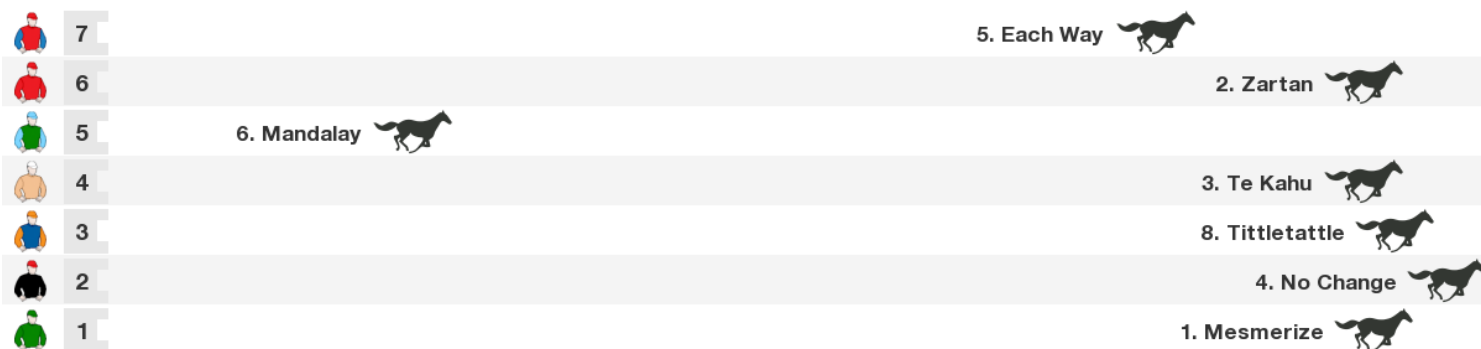 7 5. Each Way
6 2. Zartan
5 6. Mandalay
4 3. Te Kahu
3 8. Tittletattle
2 4. No Change
1 1. Mesmerize